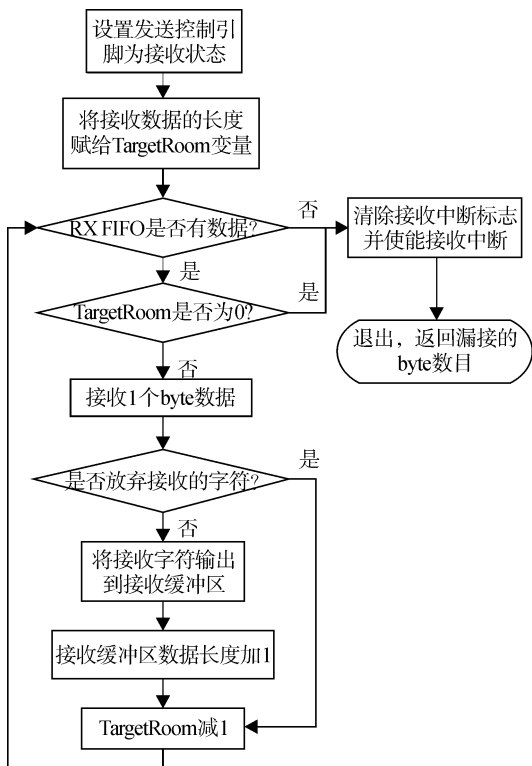 设置发送控制引
脚为接收状态
将接收数据的长度
赋给TargetRoom变量
RX FIFO是否有数据?
否
清除接收中断标志
并使能接收中断
是
TargetRoom是否为0?
是
退出，返回漏接的
byte数目
否
接收1个byte数据
是否放弃接收的字符?
是
否
将接收字符输出
到接收缓冲区
接收缓冲区数据长度加1
TargetRoom减1